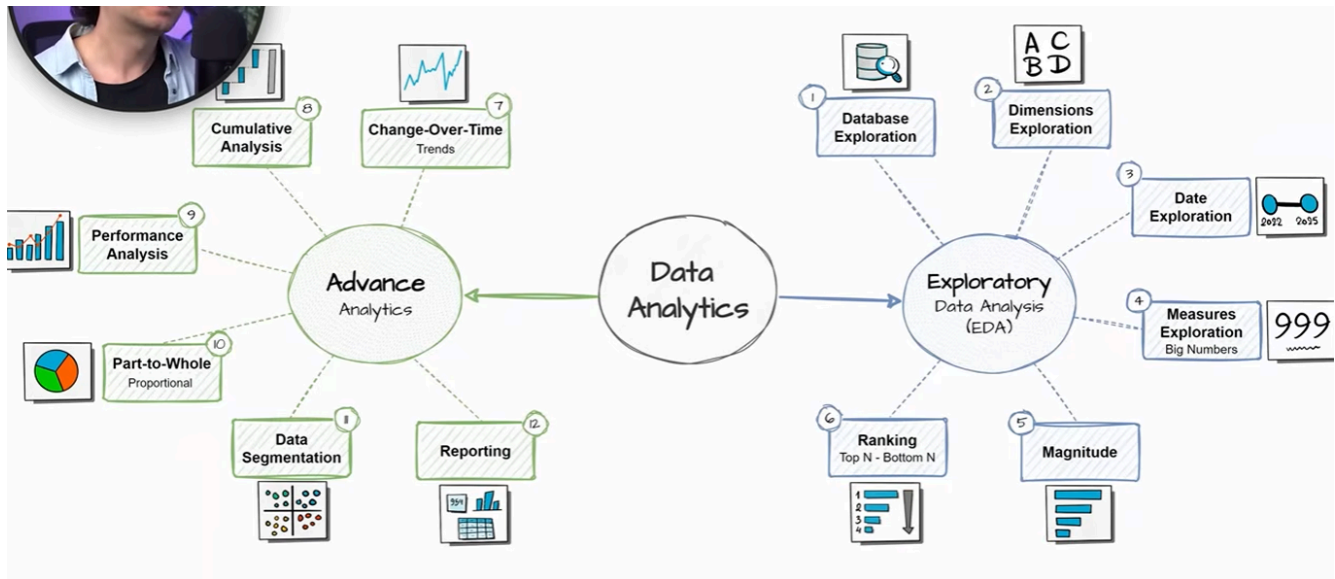 Data
Analytics
Exploratory
Data Analysis
(EDA)
1
Database
Exploration
2
A C
B D
Dimensions
Exploration
3
Date
Exploration
2022 2025
4
Measures
Exploration
Big Numbers
999
5
Magnitude
6
Ranking
Top N - Bottom N
1
2
3
4
Advance
Analytics
7
Change-Over-Time
Trends
8
Cumulative
Analysis
9
Performance
Analysis
10
Part-to-Whole
Proportional
11
Data
Segmentation
12
Reporting